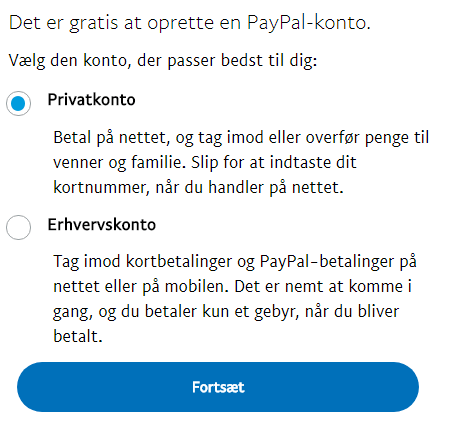 Det er gratis at oprette en PayPal-konto.
Vælg den konto, der passer bedst til dig:
Privatkonto
Betal på nettet, og tag imod eller overfør penge til
venner og familie. Slip for at indtaste dit
kortnummer, når du handler på nettet.
Erhvervskonto
Tag imod kortbetalinger og PayPal-betalinger på
nettet eller på mobilen. Det er nemt at komme i
gang, og du betaler kun et gebyr, når du bliver
betalt.
Fortsæt